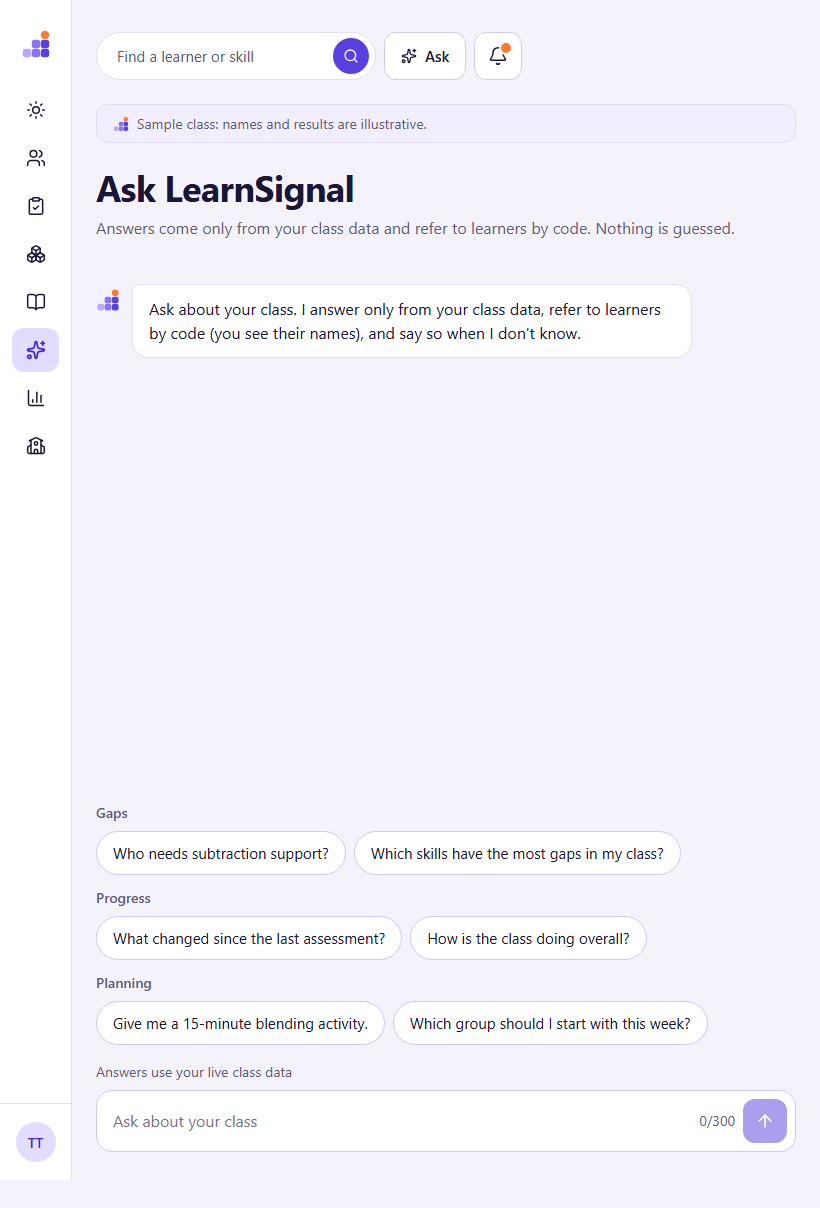 Find a learner or skill
Ask
Sample class: names and results are illustrative.
Ask LearnSignal
Answers come only from your class data and refer to learners by code. Nothing is guessed.
Ask about your class. I answer only from your class data, refer to learners
by code (you see their names), and say so when I don't know.
Gaps
Who needs subtraction support?
Which skills have the most gaps in my class?
Progress
What changed since the last assessment?
How is the class doing overall?
Planning
Give me a 15-minute blending activity.
Which group should I start with this week?
Answers use your live class data
Ask about your class
0/300
TT